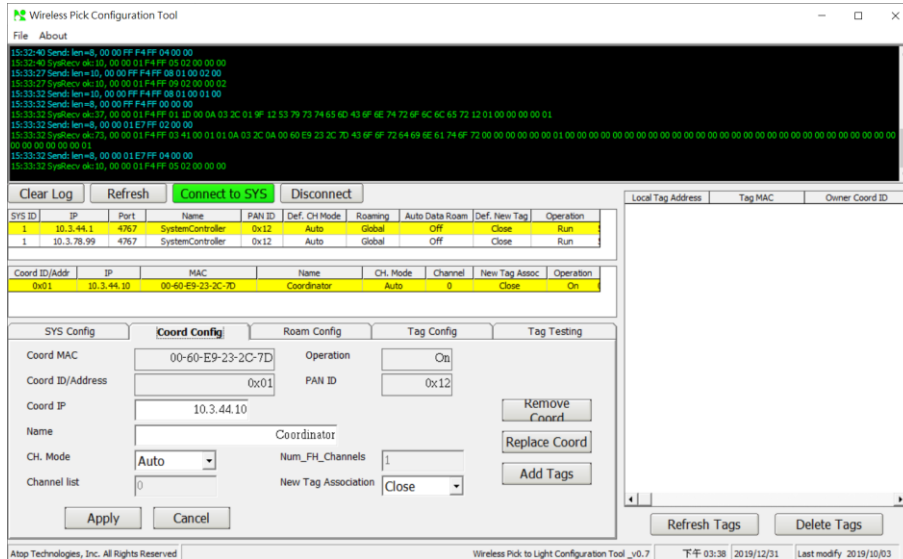 Wireless Pick Configuration Tool
File About
15:32:40 Send: len=8, 00 00 FF F4 FF 04 00 00
15:32:40 SysRecv ok:10, 00 00 01 F4 FF 05 02 00 00 00
15:33:27 Send: len=10, 00 00 FF F4 FF 08 01 00 02 00
15:33:27 SysRecv ok:10, 00 00 01 F4 FF 09 02 00 00 02
15:33:32 Send: len=10, 00 00 FF F4 FF 08 01 00 01 00
15:33:32 Send: len=8, 00 00 FF F4 FF 00 00 00
15:33:32 SysRecv ok:37, 00 00 01 F4 FF 01 1D 00 00 0A 03 2C 01 9F 12 53 79 73 74 65 6D 43 6F 6E 74 72 6F 6C 6C 65 72 12 01 00 00 00 00 01
15:33:32 Send: len=8, 00 00 01 E7 FF 02 00 00
15:33:32 SysRecv ok:73, 00 00 01 F4 FF 03 41 00 01 01 0A 03 2C 0A 00 60 E9 23 2C 7D 43 6F 6F 72 64 69 6E 61 74 6F 72 00 00 00 00 00 00 01 00 00 00 00 00 00 00 00 00 00 00 00 00 00 00 00 00 00 00 00 00 00
00 00 00 00 00 00 01
15:33:32 Send: len=8, 00 00 01 E7 FF 04 00 00
15:33:32 SysRecv ok:10, 00 00 01 F4 FF 05 02 00 00 00
Clear Log Refresh Connect to SYS Disconnect
SYS ID IP Port Name PAN ID Def. CH Mode Roaming Auto Data Roam Def. New Tag Operation
1 10.3.44.1 4767 SystemController 0x12 Auto Global Off Close Run
1 10.3.78.99 4767 SystemController 0x12 Auto Global Off Close Run
Coord ID/Addr IP MAC Name CH. Mode Channel New Tag Assoc Operation
0x01 10.3.44.10 00-60-E9-23-2C-7D Coordinator Auto 0 Close On
Local Tag Address Tag MAC Owner Coord ID
SYS Config Coord Config Roam Config Tag Config Tag Testing
Coord MAC 00-60-E9-23-2C-7D Operation On
Coord ID/Address 0x01 PAN ID 0x12
Coord IP 10.3.44.10 Remove Coord
Name Coordinator Replace Coord
CH. Mode Auto Num_FH_Channels 1 Add Tags
Channel list 0 New Tag Association Close
Apply Cancel
Refresh Tags Delete Tags
Atop Technologies, Inc. All Rights Reserved Wireless Pick to Light Configuration Tool _v0.7 下午 03:38 2019/12/31 Last modify 2019/10/03